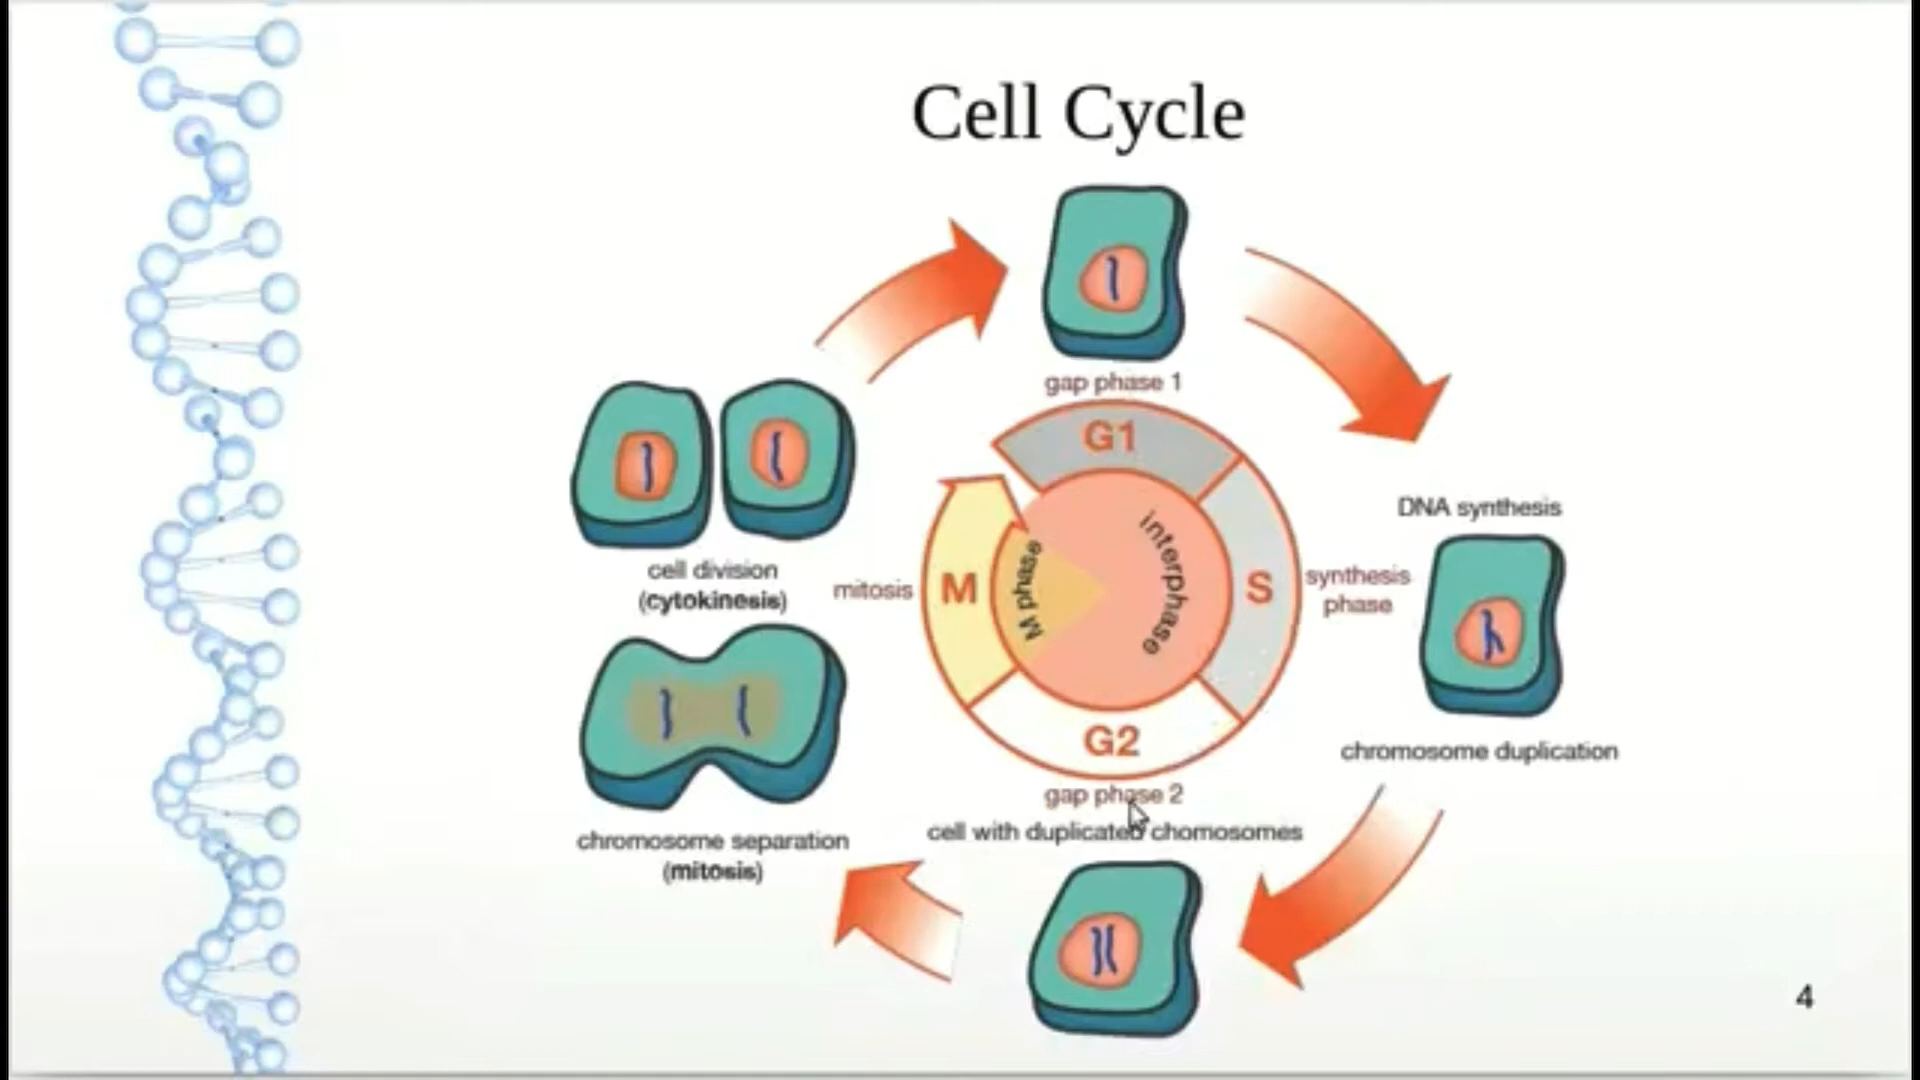 Cell Cycle
gap phase 1
G1
DNA synthesis
interphase
S
synthesis
phase
chromosome duplication
G2
gap phase 2
cell with duplicated chomosomes
chromosome separation
(mitosis)
cell division
(cytokinesis)
mitosis
M
M phase
4